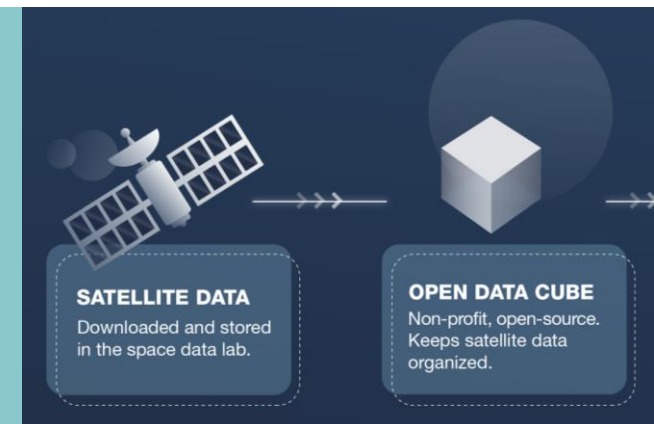 SATELLITE DATA
Downloaded and stored
in the space data lab.
OPEN DATA CUBE
Non-profit, open-source.
Keeps satellite data
organized.